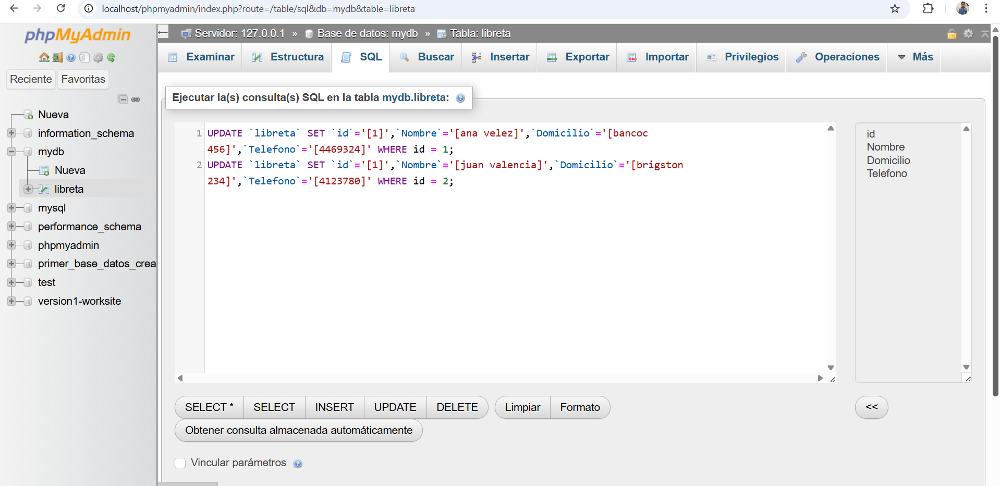 localhost/phpmyadmin/index.php?route=/table/sql&db=mydb&table=libreta
phpMyAdmin
Reciente Favoritas
Nueva
information_schema
mydb
Nueva
libreta
mysql
performance_schema
phpmyadmin
primer_base_datos_crea
test
version1-worksite
Servidor: 127.0.0.1 » Base de datos: mydb » Tabla: libreta
Examinar Estructura SQL Buscar Insertar Exportar Importar Privilegios Operaciones Más
Ejecutar la(s) consulta(s) SQL en la tabla mydb.libreta:
1 UPDATE `libreta` SET `id`='[1]',`Nombre`='[ana velez]',`Domicilio`='[bancoc
456]',`Telefono`='[4469324]' WHERE id = 1;
2 UPDATE `libreta` SET `id`='[1]',`Nombre`='[juan valencia]',`Domicilio`='[brigston
234]',`Telefono`='[4123780]' WHERE id = 2;
id
Nombre
Domicilio
Telefono
SELECT * SELECT INSERT UPDATE DELETE Limpiar Formato <<
Obtener consulta almacenada automáticamente
Vincular parámetros